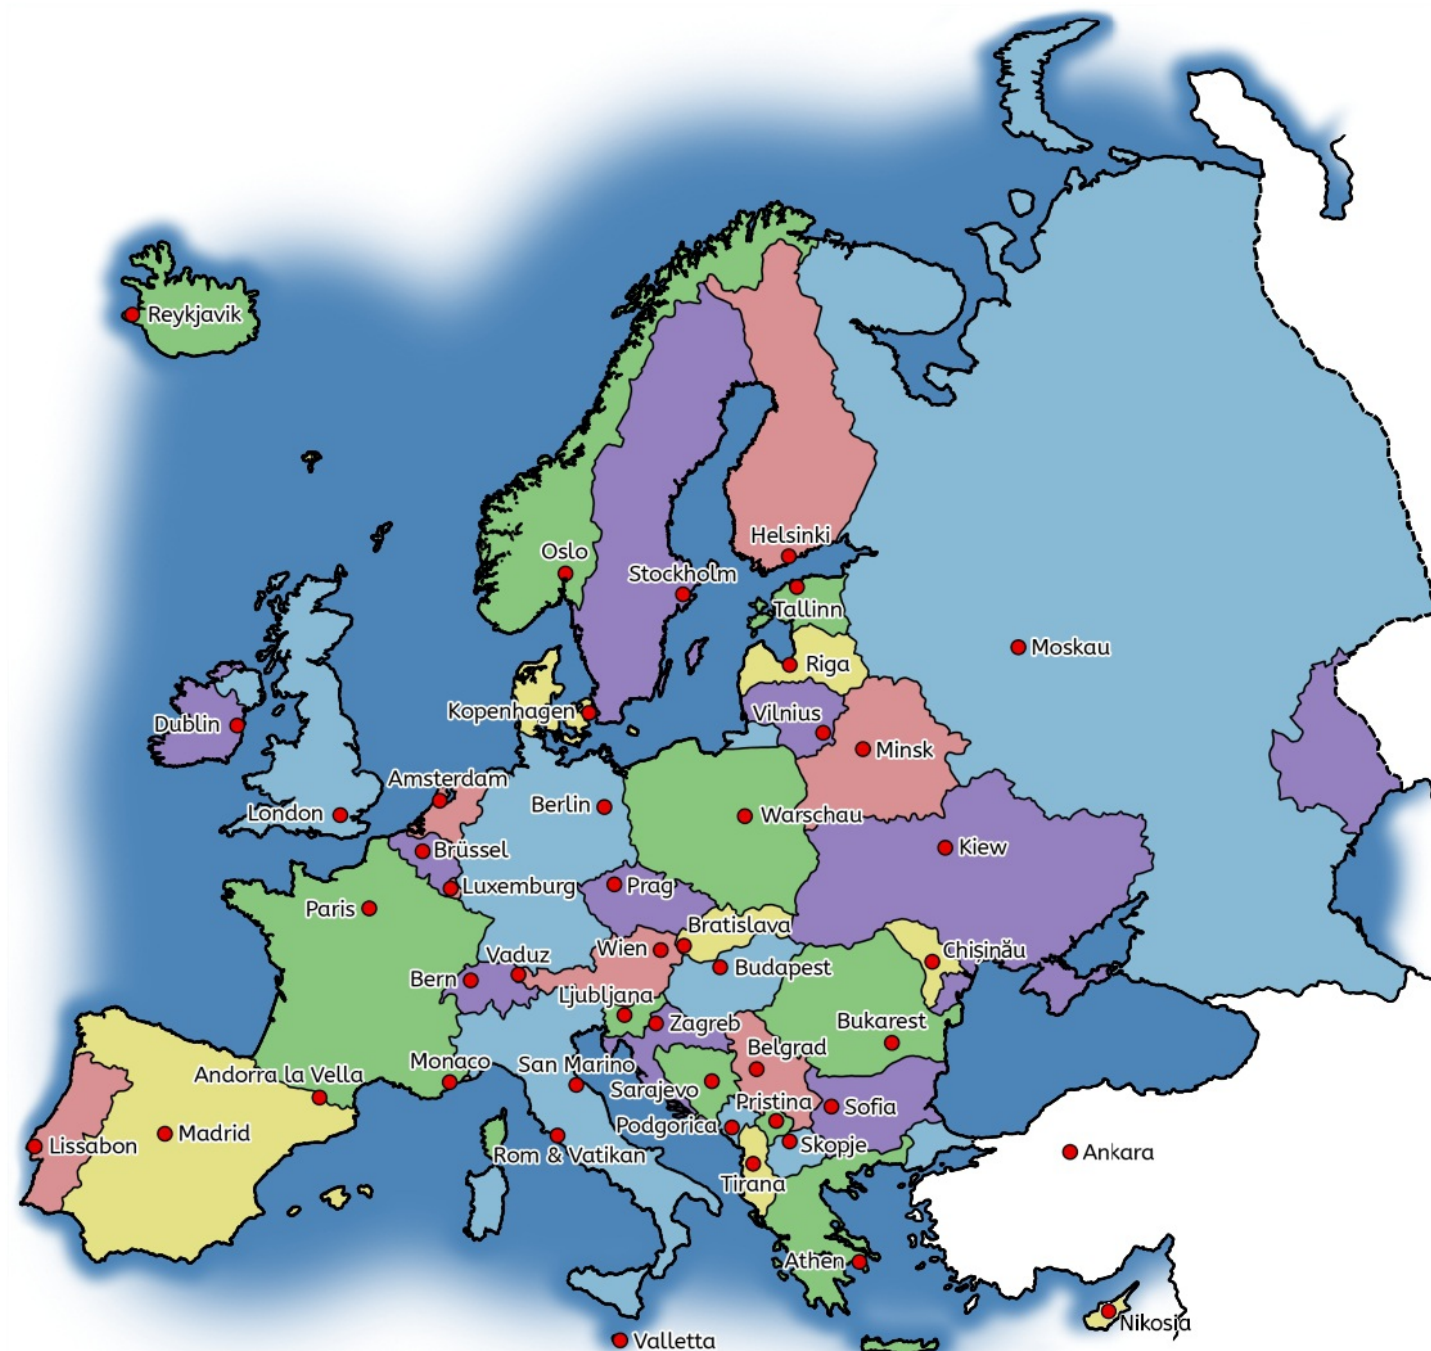 Reykjavik
Helsinki
Oslo
Stockholm
Tallinn
Moskau
Riga
Kopenhagen
Vilnius
Dublin
Minsk
Amsterdam
Berlin
London
Warschau
Brüssel
Kiew
Luxemburg
Prag
Paris
Bratislava
Wien
Vaduz
Chișinău
Budapest
Bern
Ljubljana
Zagreb
Bukarest
Belgrad
Monaco
San Marino
Andorra la Vella
Sarajevo
Pristina
Sofia
Podgorica
Madrid
Lissabon
Skopje
Rom & Vatikan
Ankara
Tirana
Athen
Nikosia
Valletta